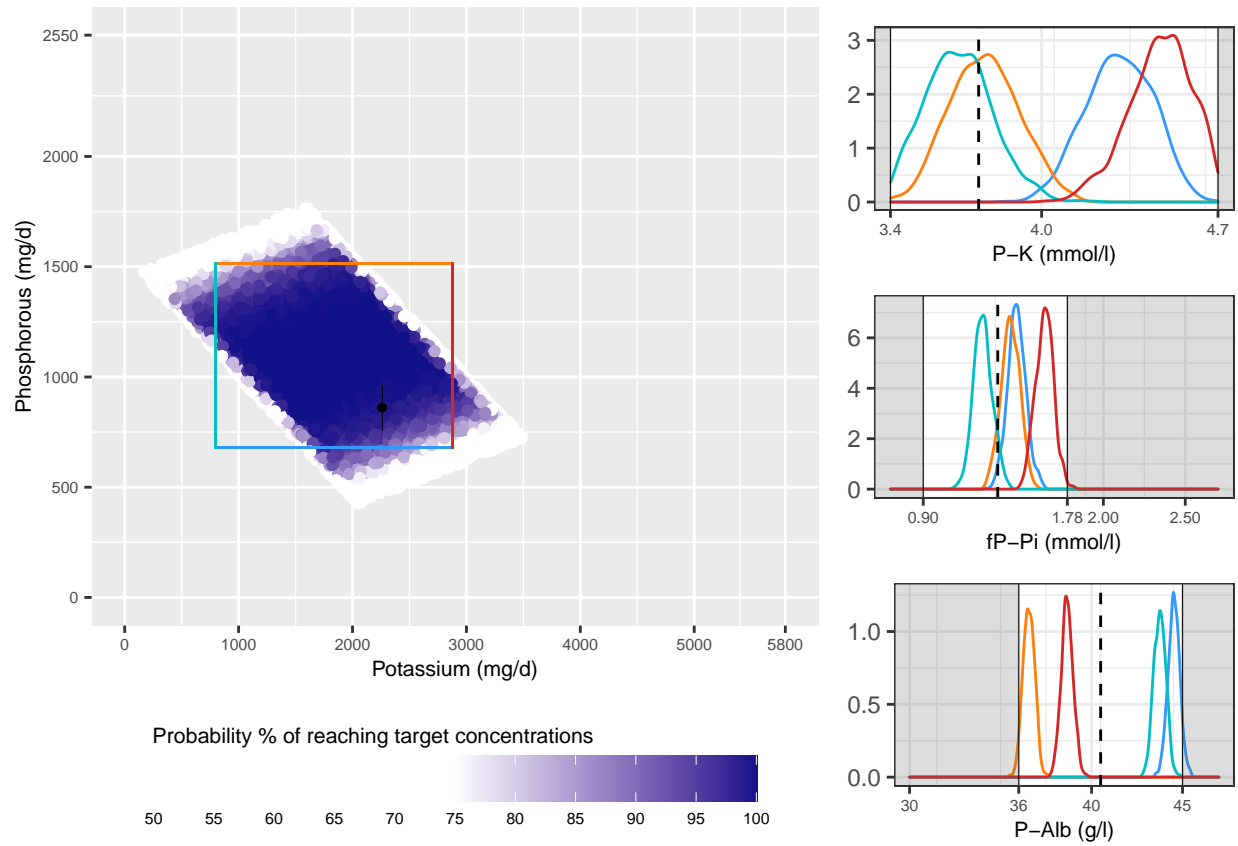 2550
2000
1500
1000
500
0
Phosphorous (mg/d)
0 1000 2000 3000 4000 5000 5800
Potassium (mg/d)
Probability % of reaching target concentrations
50 55 60 65 70 75 80 85 90 95 100
3
2
1
0
3.4 4.0 4.7
P−K (mmol/l)
6
4
2
0
0.90 1.78 2.00 2.50
fP−Pi (mmol/l)
1.0
0.5
0.0
30 36 40 45
P−Alb (g/l)